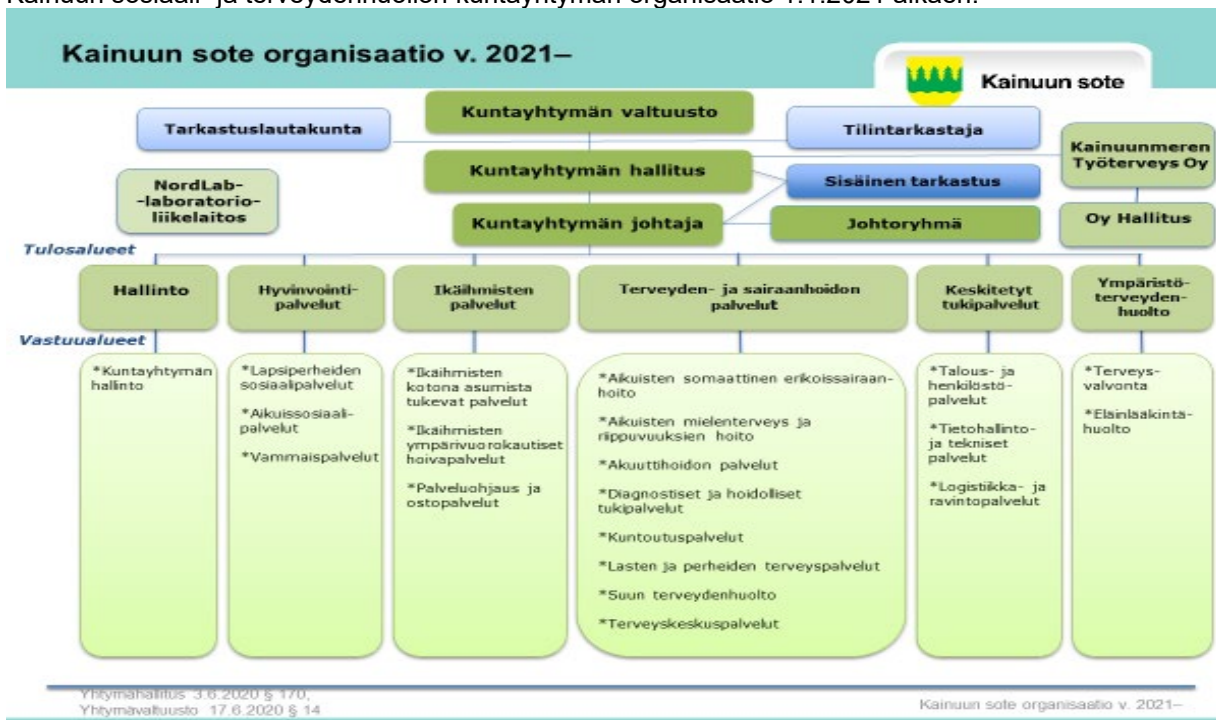 Kainuun sosiaali- ja terveydenhuollon kuntayhtymän organisaatio 1.1.2021 alkaen.
Kainuun sote organisaatio v. 2021–
Kainuun sote
Kuntayhtymän valtuusto
Tarkastuslautakunta
Tilintarkastaja
Kainuunmeren
Työterveys Oy
Kuntayhtymän hallitus
Sisäinen tarkastus
NordLab-
-laboratorio-
liikelaitos
Kuntayhtymän johtaja
Johtoryhmä
Oy Hallitus
Tulosalueet
Hallinto
Hyvinvointi-
palvelut
Ikäihmisten
palvelut
Terveyden- ja sairaanhoidon
palvelut
Keskitetyt
tukipalvelut
Ympäristö-
terveyden-
huolto
Vastuualueet
*Kuntayhtymän
hallinto
*Lapsiperheiden
sosiaalipalvelut
*Aikuissosiaali-
palvelut
*Vammaispalvelut
*Ikäihmisten
kotona asumista
tukevat palvelut
*Ikäihmisten
ympärivuorokautiset
hoivapalvelut
*Palveluohjaus ja
ostopalvelut
*Aikuisten somaattinen erikoissairaan-
hoito
*Aikuisten mielenterveys ja
riippuvuuksien hoito
*Akuuttihoidon palvelut
*Diagnostiset ja hoidolliset
tukipalvelut
*Kuntoutuspalvelut
*Lasten ja perheiden terveyspalvelut
*Suun terveydenhuolto
*Terveyskeskuspalvelut
*Talous- ja
henkilöstö-
palvelut
*Tietohallinto-
ja tekniset
palvelut
*Logistiikka- ja
ravintopalvelut
*Terveys-
valvonta
*Eläinlääkintä-
huolto
Yhtymähallitus 3.6.2020 § 170,
Yhtymävaltuusto 17.6.2020 § 14
Kainuun sote organisaatio v. 2021–